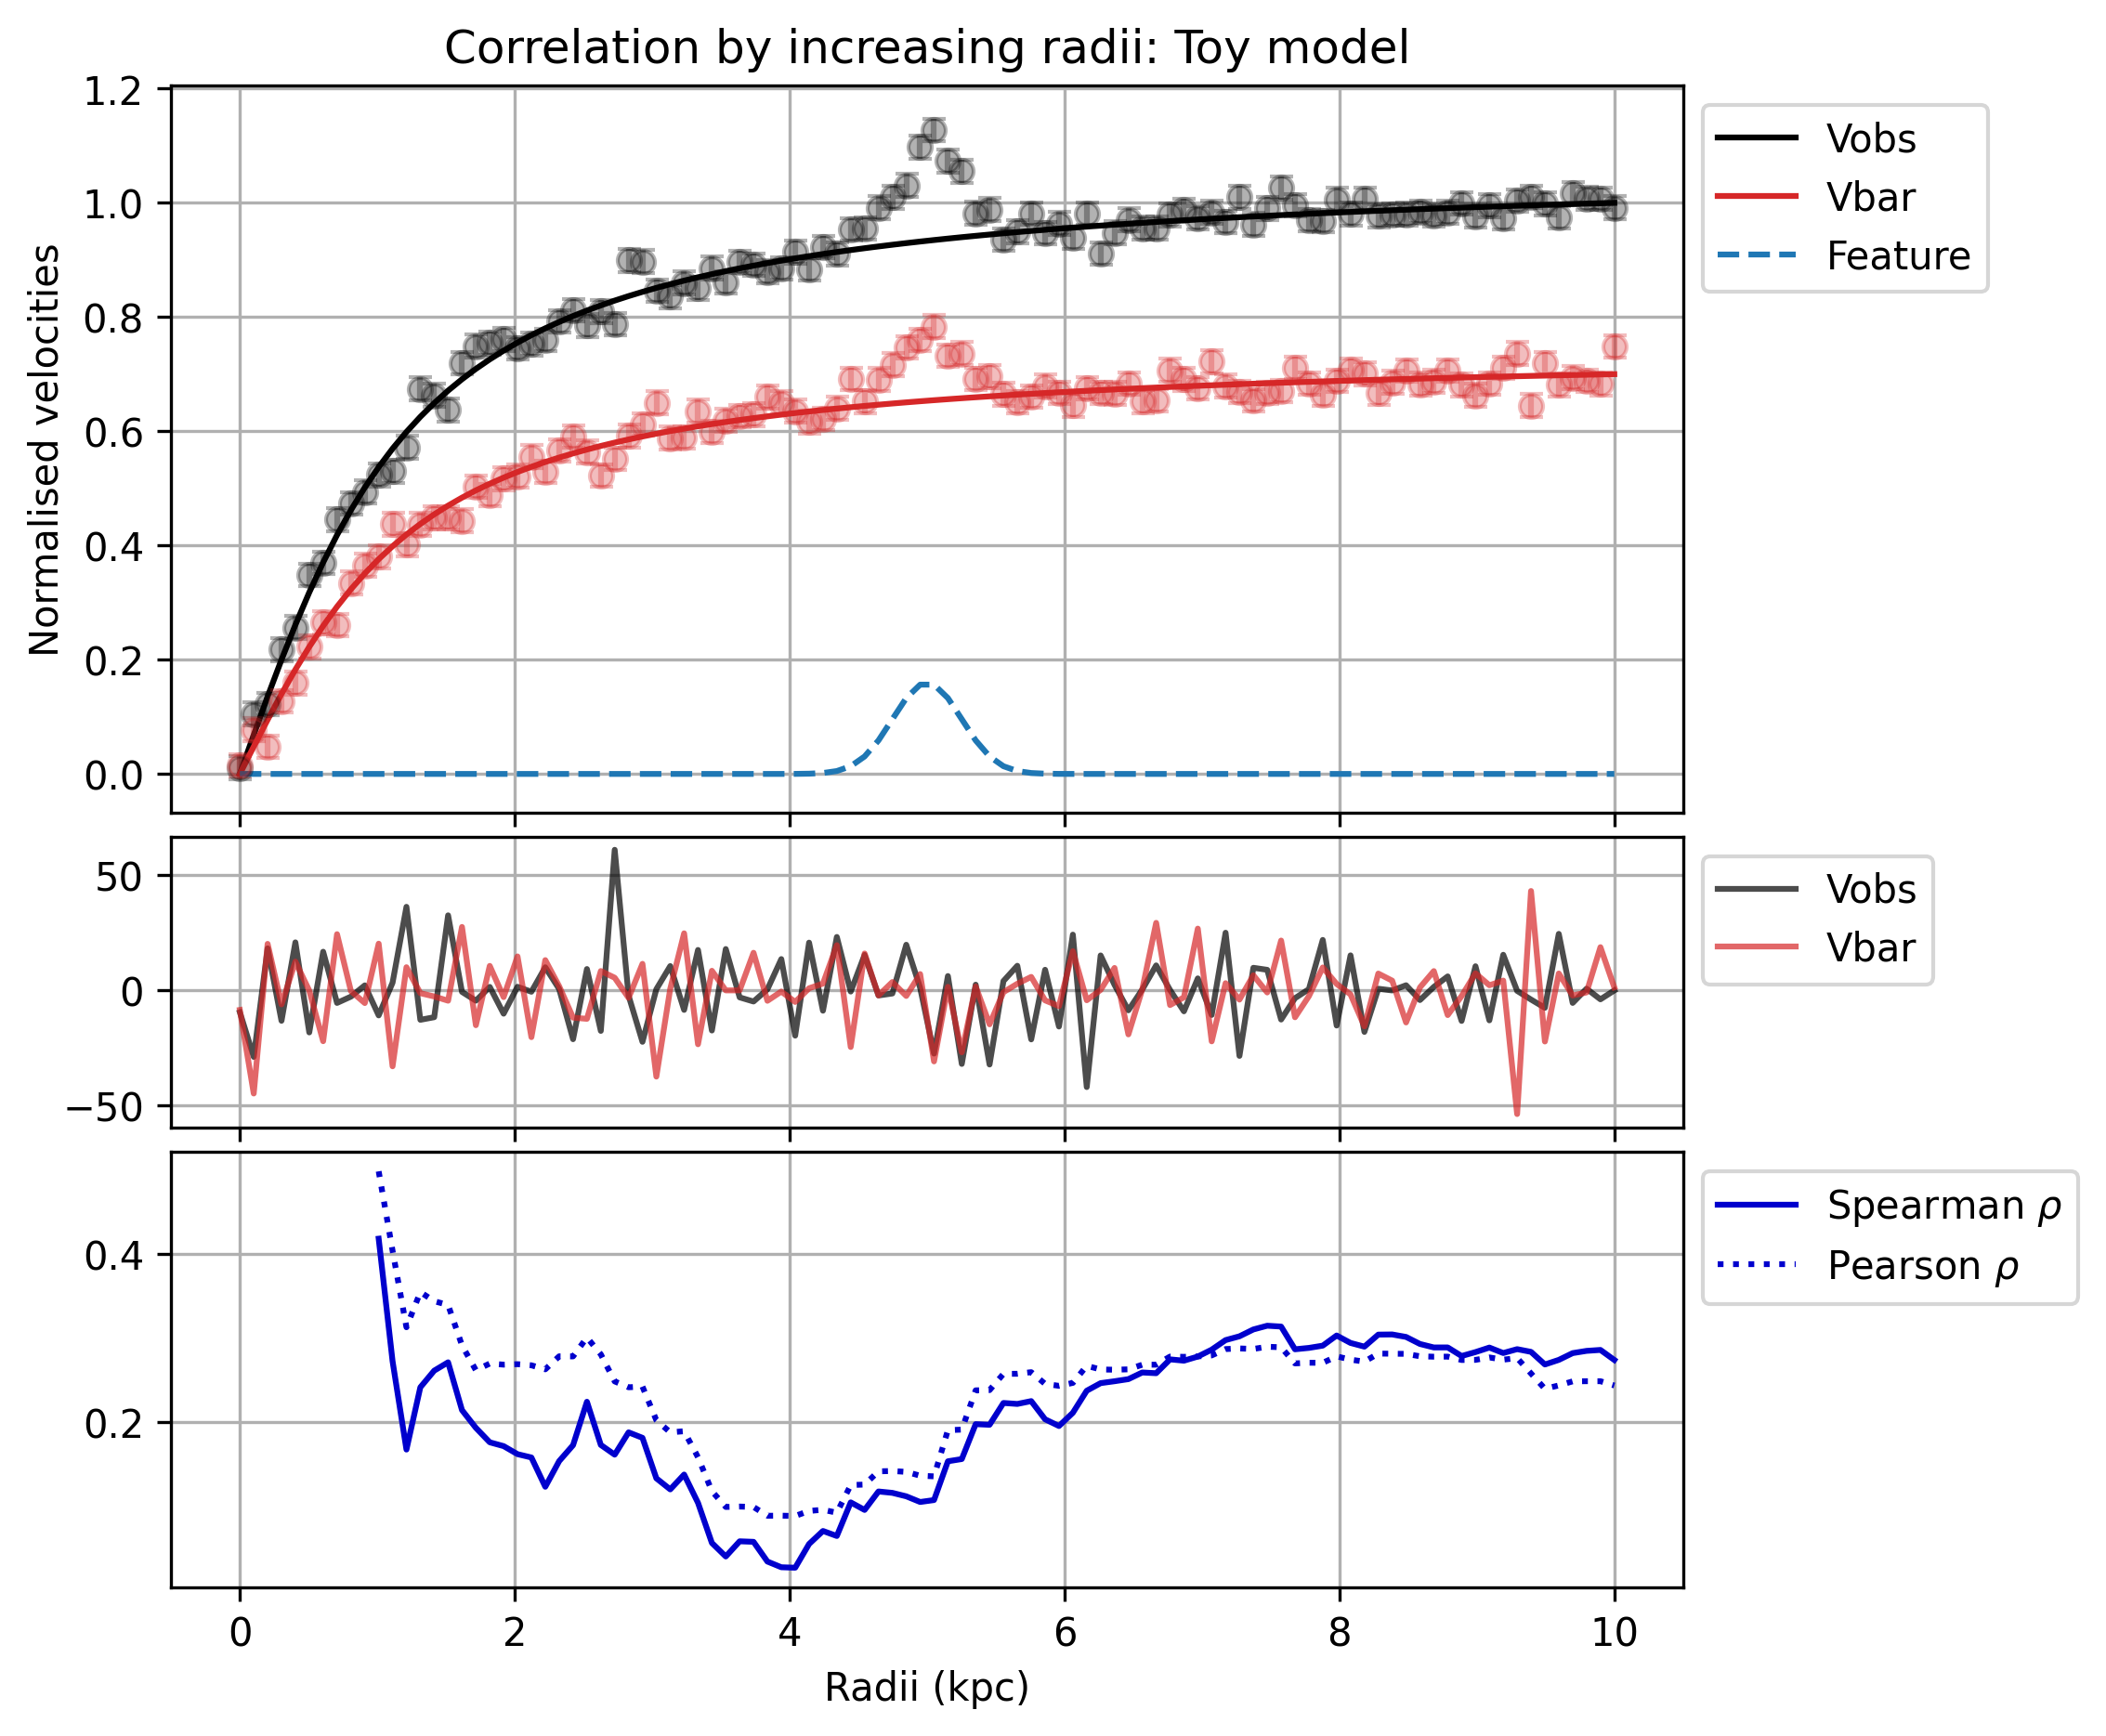 Correlation by increasing radii: Toy model
Normalised velocities
1.2
1.0
0.8
0.6
0.4
0.2
0.0
Vobs
Vbar
Feature
50
0
−50
Vobs
Vbar
0.4
0.2
Spearman ρ
Pearson ρ
0 2 4 6 8 10
Radii (kpc)